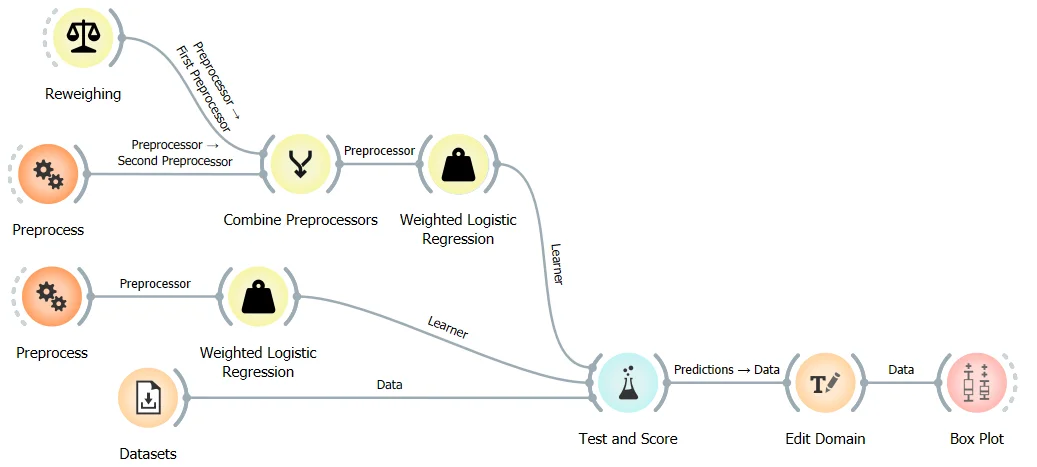 Reweighing
Preprocessor →
First Preprocessor
Preprocessor →
Second Preprocessor
Preprocess
Combine Preprocessors
Preprocessor
Weighted Logistic
Regression
Learner
Preprocess
Preprocessor
Weighted Logistic
Regression
Learner
Datasets
Data
Test and Score
Predictions → Data
T
Edit Domain
Data
Box Plot